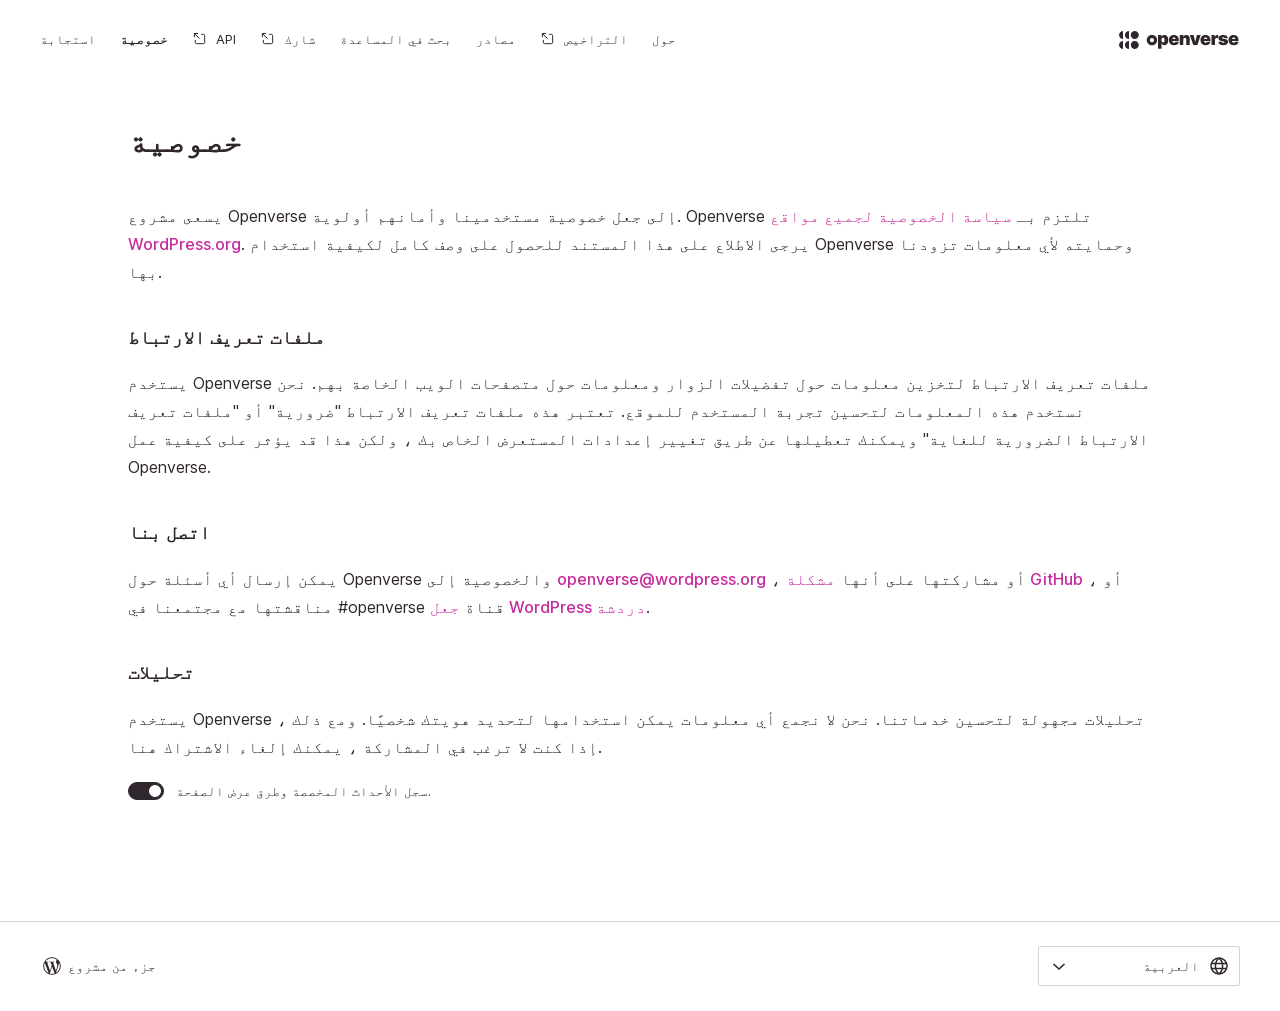 openverse
حول
التراخيص
مصادر
بحث في المساعدة
شارك
API
خصوصية
استجابة
خصوصية
يسعى مشروع Openverse إلى جعل خصوصية مستخدمينا وأمانهم أولوية. Openverse تلتزم بـ سياسة الخصوصية لجميع مواقع
WordPress.org. يرجى الاطلاع على هذا المستند للحصول على وصف كامل لكيفية استخدام Openverse وحمايته لأي معلومات تزودنا
بها.
ملفات تعريف الارتباط
يستخدم Openverse ملفات تعريف الارتباط لتخزين معلومات حول تفضيلات الزوار ومعلومات حول متصفحات الويب الخاصة بهم. نحن
نستخدم هذه المعلومات لتحسين تجربة المستخدم للموقع. تعتبر هذه ملفات تعريف الارتباط "ضرورية" أو "ملفات تعريف
الارتباط الضرورية للغاية" ويمكنك تعطيلها عن طريق تغيير إعدادات المستعرض الخاص بك ، ولكن هذا قد يؤثر على كيفية عمل
Openverse.
اتصل بنا
يمكن إرسال أي أسئلة حول Openverse والخصوصية إلى openverse@wordpress.org ، أو مشاركتها على أنها مشكلة GitHub ، أو
مناقشتها مع مجتمعنا في #openverse قناة جعل WordPress دردشة.
تحليلات
يستخدم Openverse تحليلات مجهولة لتحسين خدماتنا. نحن لا نجمع أي معلومات يمكن استخدامها لتحديد هويتك شخصيًا. ومع ذلك ،
إذا كنت لا ترغب في المشاركة ، يمكنك إلغاء الاشتراك هنا.
سجل الأحداث المخصصة وطرق عرض الصفحة.
العربية
جزء من مشروع